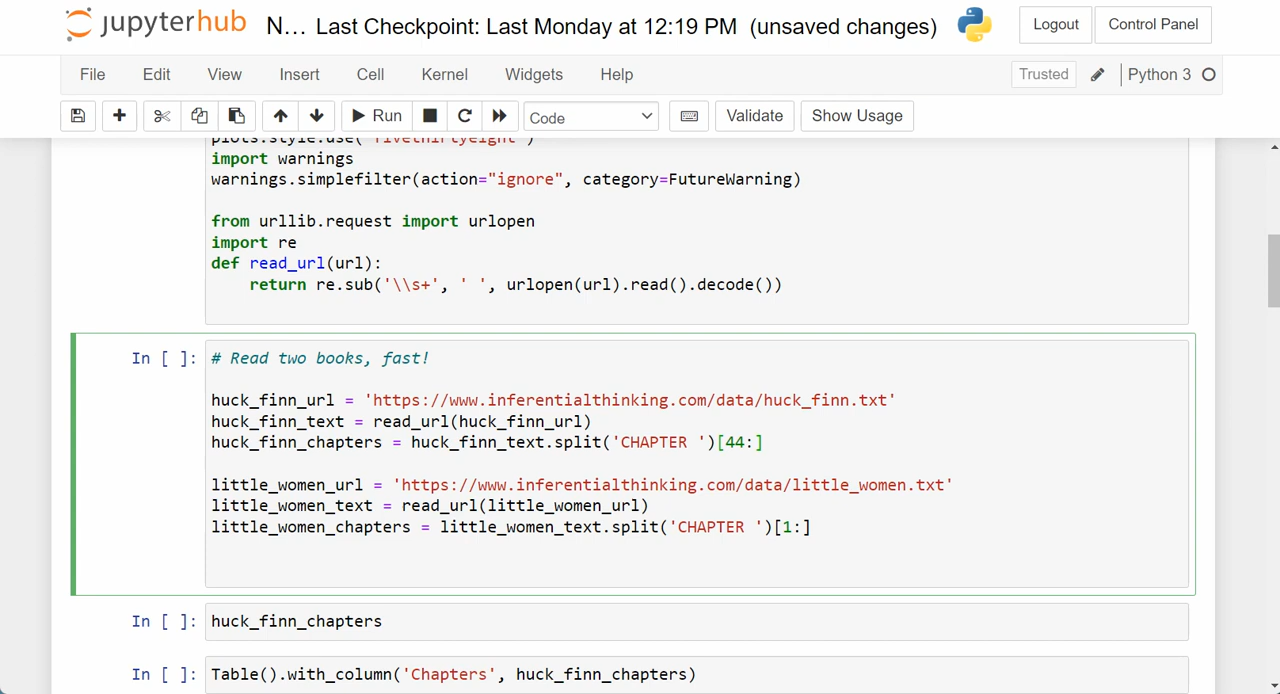 jupyterhub N... Last Checkpoint: Last Monday at 12:19 PM (unsaved changes) Logout Control Panel
File Edit View Insert Cell Kernel Widgets Help Trusted Python 3
Run Code Validate Show Usage
plots.style.use('fivethirtyeight')
import warnings
warnings.simplefilter(action="ignore", category=FutureWarning)
from urllib.request import urlopen
import re
def read_url(url):
    return re.sub('\\s+', ' ', urlopen(url).read().decode())
In [ ]: # Read two books, fast!
huck_finn_url = 'https://www.inferentialthinking.com/data/huck_finn.txt'
huck_finn_text = read_url(huck_finn_url)
huck_finn_chapters = huck_finn_text.split('CHAPTER ')[44:]
little_women_url = 'https://www.inferentialthinking.com/data/little_women.txt'
little_women_text = read_url(little_women_url)
little_women_chapters = little_women_text.split('CHAPTER ')[1:]
In [ ]: huck_finn_chapters
In [ ]: Table().with_column('Chapters', huck_finn_chapters)